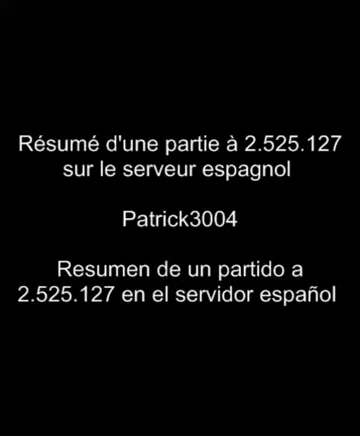 Résumé d'une partie à 2.525.127
sur le serveur espagnol
Patrick3004
Resumen de un partido a
2.525.127 en el servidor español